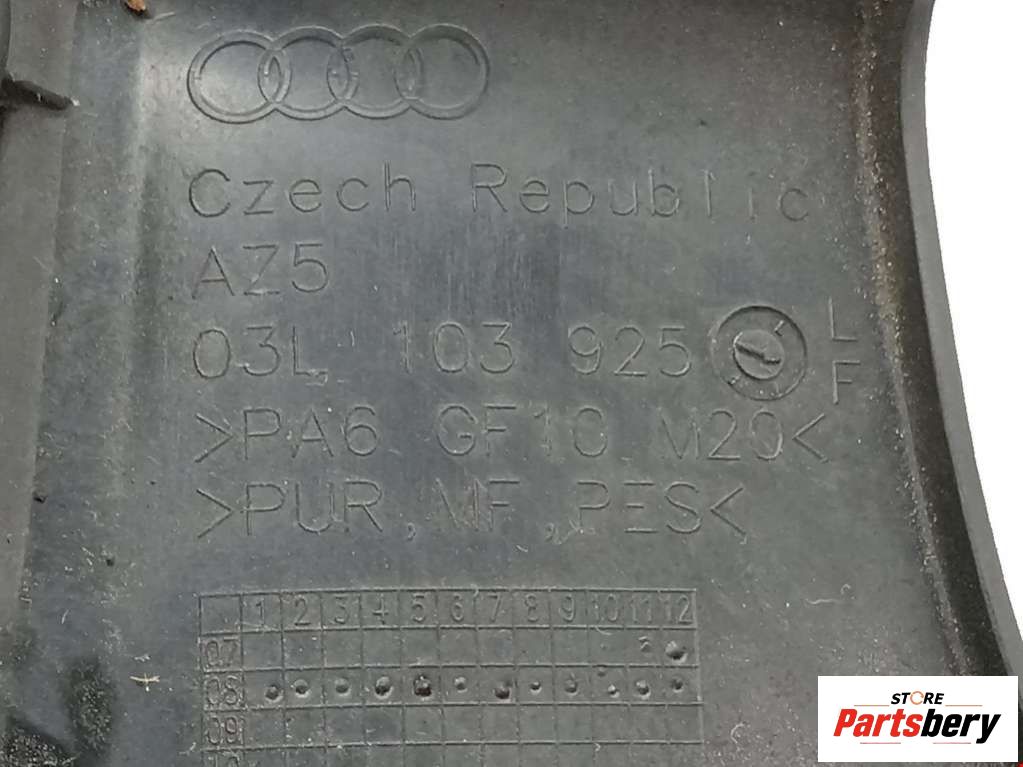 Czech Republic
AZ5
03L 103 925 L
F
>PA6 GF10 M20<
>PUR,MF,PES<
1 2 3 4 5 6 7 8 9 10 11 12
07
08
09
STORE
Partsbery